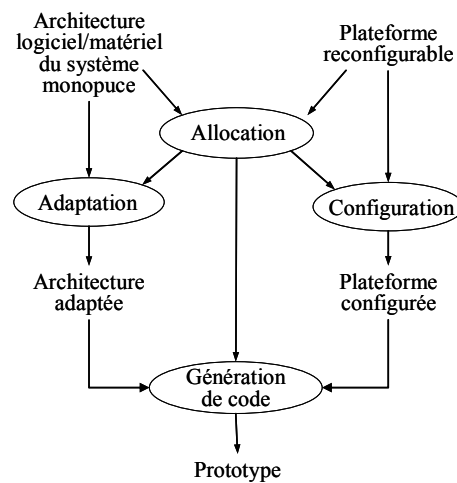 Architecture
logiciel/matériel
du système
monopuce
Plateforme
reconfigurable
Allocation
Adaptation
Configuration
Architecture
adaptée
Plateforme
configurée
Génération
de code
Prototype